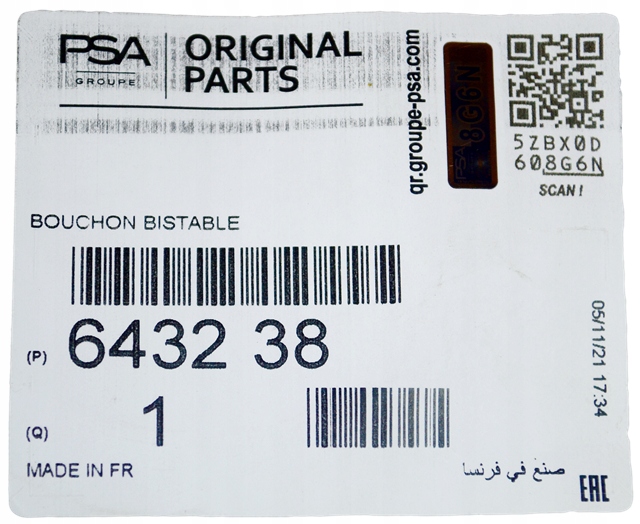 PSA
GROUPE
ORIGINAL
PARTS
qr.groupe-psa.com
8G6N
5ZBX0D
608G6N
SCAN!
BOUCHON BISTABLE
(P) 6432 38
(Q) 1
05/11/21 17:34
MADE IN FR
صنع في فرنسا
EAC